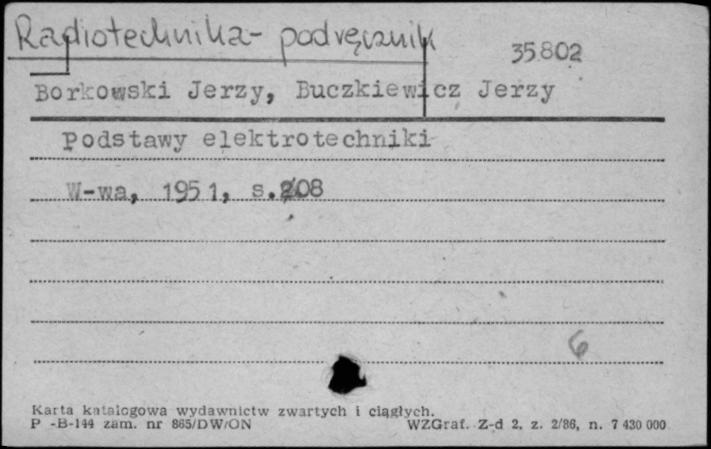 Radiotechnika - podręcznik
35802
Borkowski Jerzy, Buczkiewicz Jerzy
Podstawy elektrotechniki
W-wa, 1951, s.208
6
Karta katalogowa wydawnictw zwartych i ciągłych.
P -B-144 zam. nr 865/DW/ON WZGraf. Z-d 2, z. 2/86, n. 7 430 000